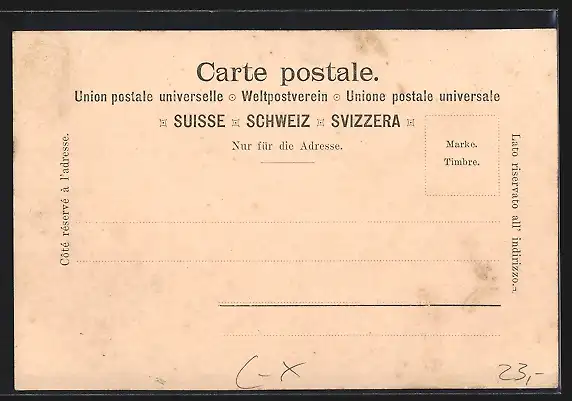 Carte postale.
Union postale universelle ⊙ Weltpostverein ⊙ Unione postale universale
¤ SUISSE ¤ SCHWEIZ ¤ SVIZZERA ¤
Nur für die Adresse.
Marke.
Timbre.
Côté réservé à l'adresse.
Lato riservato all' indirizzo.
C-X
23,-